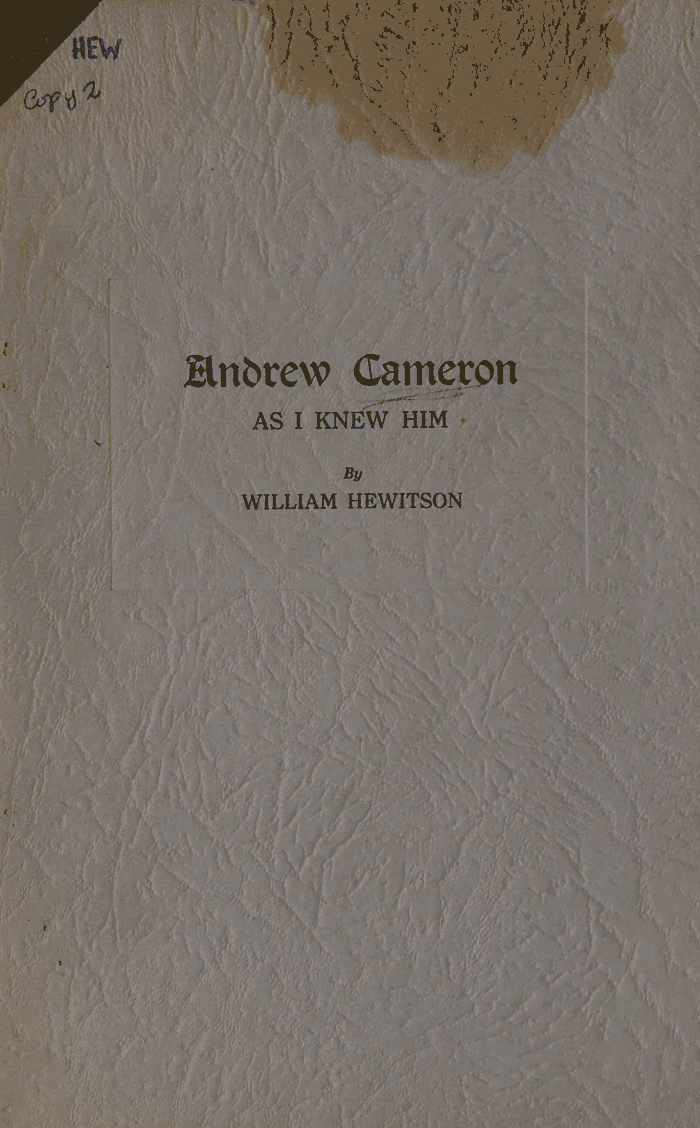 HEW
Copy 2
Andrew Cameron
AS I KNEW HIM
By
WILLIAM HEWITSON